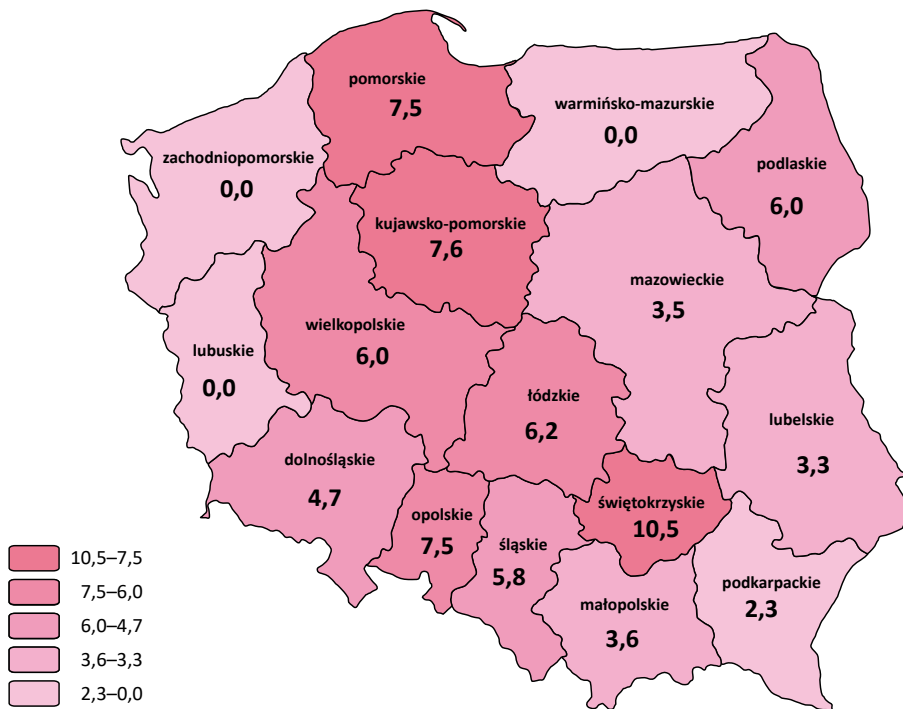 pomorskie
7,5
warmińsko-mazurskie
0,0
zachodniopomorskie
0,0
podlaskie
6,0
kujawsko-pomorskie
7,6
mazowieckie
3,5
wielkopolskie
6,0
lubuskie
0,0
łódzkie
6,2
lubelskie
3,3
dolnośląskie
4,7
opolskie
7,5
śląskie
5,8
świętokrzyskie
10,5
małopolskie
3,6
podkarpackie
2,3
10,5–7,5
7,5–6,0
6,0–4,7
3,6–3,3
2,3–0,0